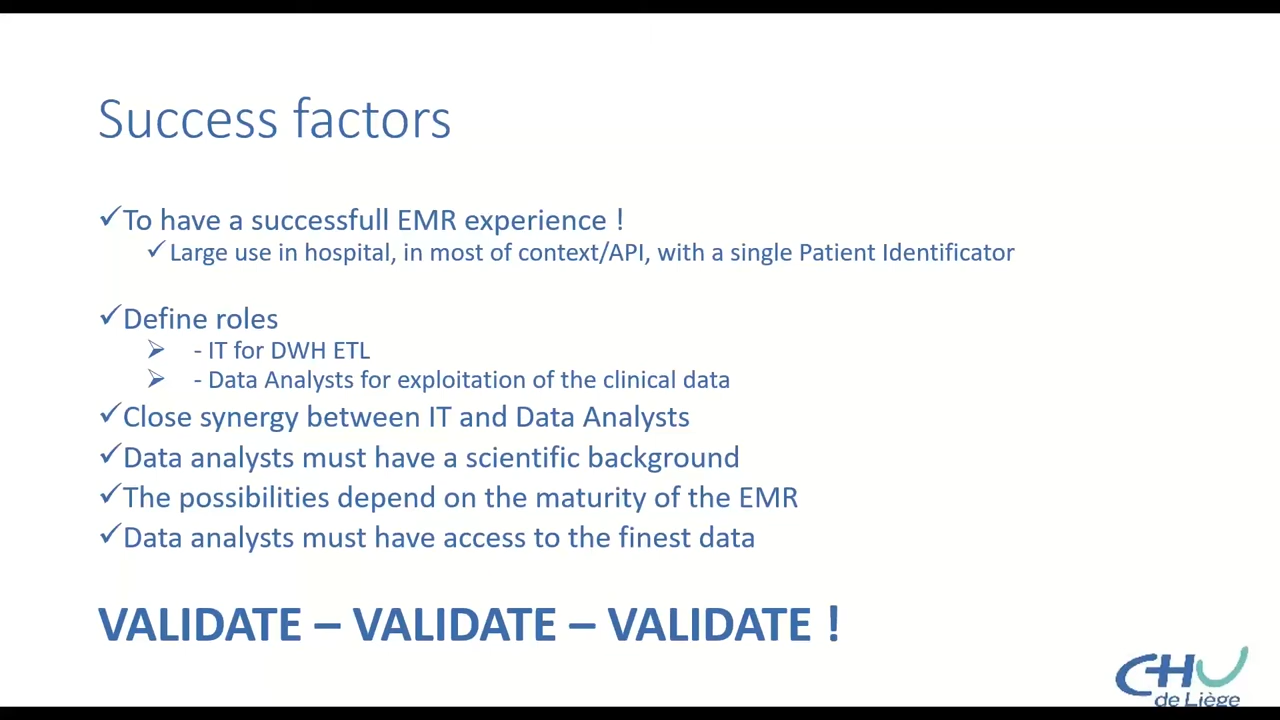 Success factors
✓To have a successfull EMR experience !
✓Large use in hospital, in most of context/API, with a single Patient Identificator
✓Define roles
➢ - IT for DWH ETL
➢ - Data Analysts for exploitation of the clinical data
✓Close synergy between IT and Data Analysts
✓Data analysts must have a scientific background
✓The possibilities depend on the maturity of the EMR
✓Data analysts must have access to the finest data
VALIDATE – VALIDATE – VALIDATE !
CHU
de Liège